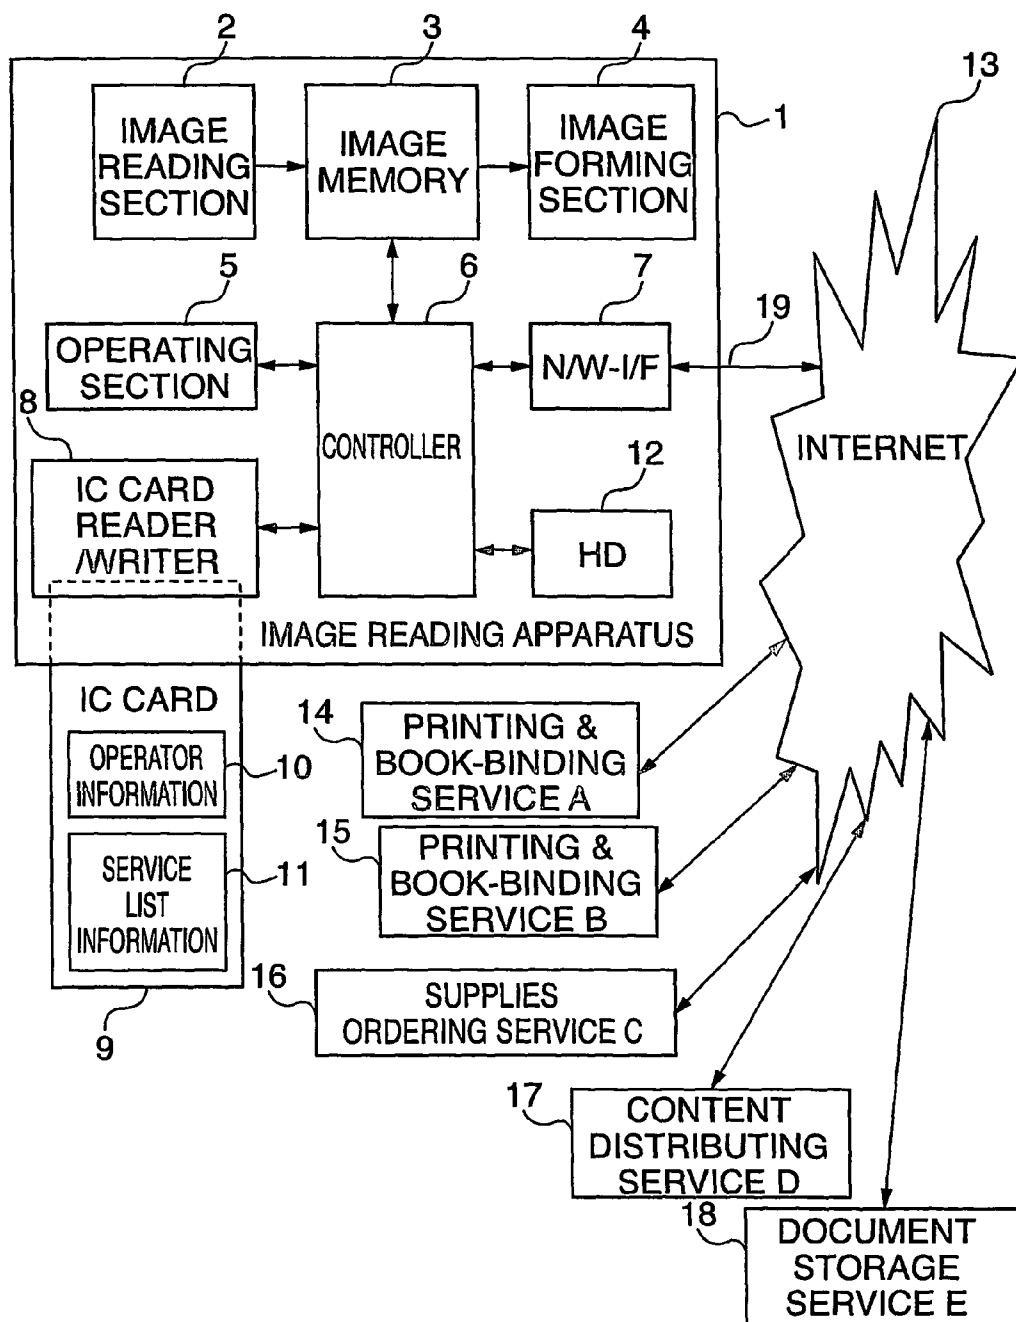 2
3
4
13
IMAGE
READING
SECTION
IMAGE
MEMORY
IMAGE
FORMING
SECTION
1
5
6
7
19
OPERATING
SECTION
CONTROLLER
N/W-I/F
INTERNET
8
12
IC CARD
READER
/WRITER
HD
IMAGE READING APPARATUS
IC CARD
OPERATOR
INFORMATION
10
SERVICE
LIST
INFORMATION
11
9
14
PRINTING &
BOOK-BINDING
SERVICE A
15
PRINTING &
BOOK-BINDING
SERVICE B
16
SUPPLIES
ORDERING SERVICE C
17
CONTENT
DISTRIBUTING
SERVICE D
18
DOCUMENT
STORAGE
SERVICE E